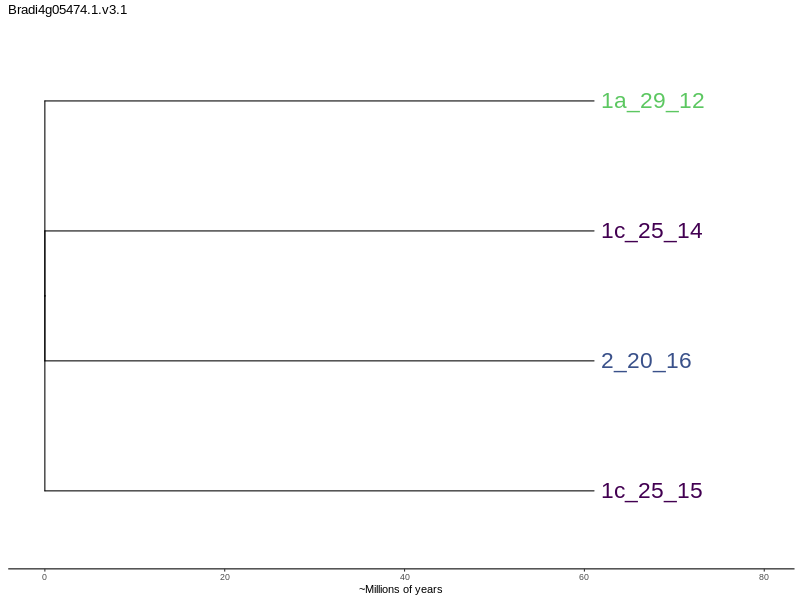 Bradi4g05474.1.v3.1
1a_29_12
1c_25_14
2_20_16
1c_25_15
0 20 40 60 80
~Millions of years